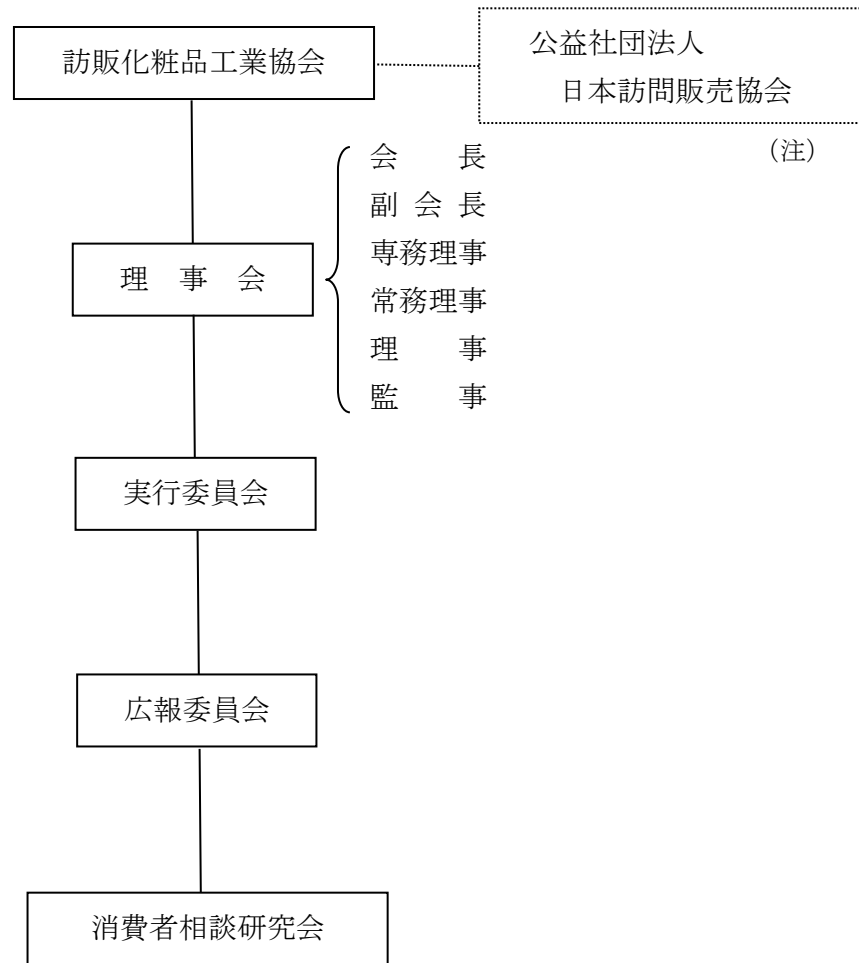 訪販化粧品工業協会
公益社団法人
日本訪問販売協会
（注）
理　事　会
会　　長
副 会 長
専務理事
常務理事
理　　事
監　　事
実行委員会
広報委員会
消費者相談研究会